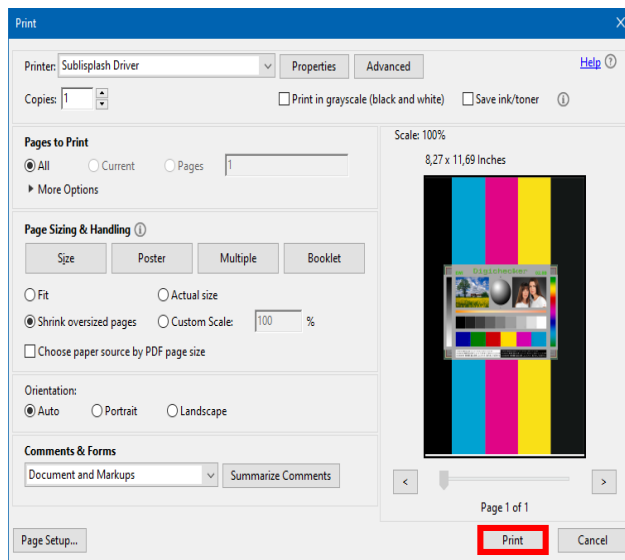 Print
Printer: Sublisplash Driver Properties Advanced Help
Copies: 1 Print in grayscale (black and white) Save ink/toner
Pages to Print
All Current Pages 1
More Options
Page Sizing & Handling
Size Poster Multiple Booklet
Fit Actual size
Shrink oversized pages Custom Scale: 100 %
Choose paper source by PDF page size
Orientation:
Auto Portrait Landscape
Comments & Forms
Document and Markups Summarize Comments
Scale: 100%
8,27 x 11,69 Inches
digichecker
< >
Page 1 of 1
Page Setup... Print Cancel